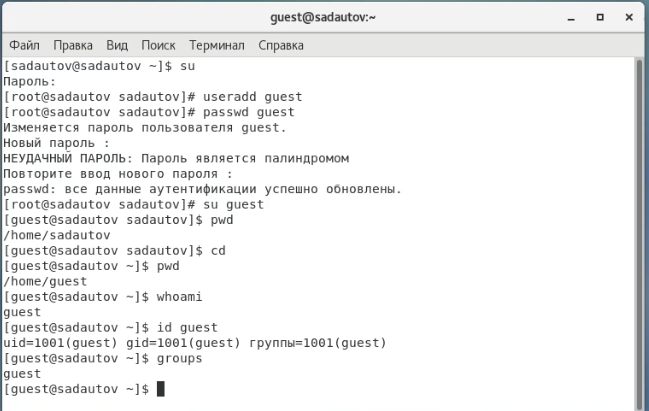 guest@sadautov:~
Файл Правка Вид Поиск Терминал Справка
[sadautov@sadautov ~]$ su
Пароль:
[root@sadautov sadautov]# useradd guest
[root@sadautov sadautov]# passwd guest
Изменяется пароль пользователя guest.
Новый пароль :
НЕУДАЧНЫЙ ПАРОЛЬ: Пароль является палиндромом
Повторите ввод нового пароля :
passwd: все данные аутентификации успешно обновлены.
[root@sadautov sadautov]# su guest
[guest@sadautov sadautov]$ pwd
/home/sadautov
[guest@sadautov sadautov]$ cd
[guest@sadautov ~]$ pwd
/home/guest
[guest@sadautov ~]$ whoami
guest
[guest@sadautov ~]$ id guest
uid=1001(guest) gid=1001(guest) группы=1001(guest)
[guest@sadautov ~]$ groups
guest
[guest@sadautov ~]$